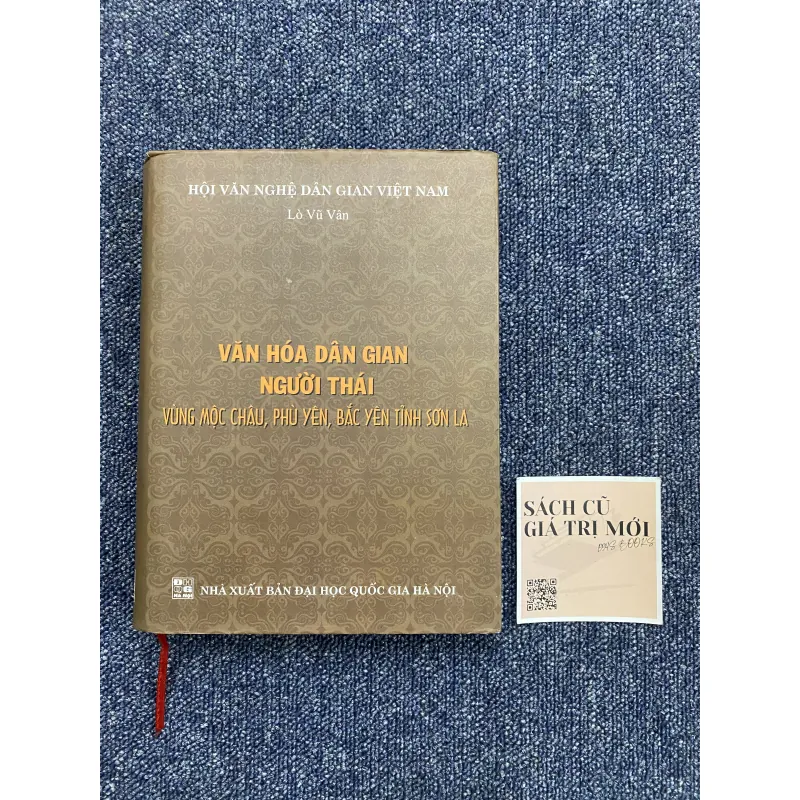 HỘI VĂN NGHỆ DÂN GIAN VIỆT NAM
Lò Vũ Vân
VĂN HÓA DÂN GIAN
NGƯỜI THÁI
VÙNG MỘC CHÂU, PHÙ YÊN, BẮC YÊN TỈNH SƠN LA
NHÀ XUẤT BẢN ĐẠI HỌC QUỐC GIA HÀ NỘI
SÁCH CŨ
GIÁ TRỊ MỚI